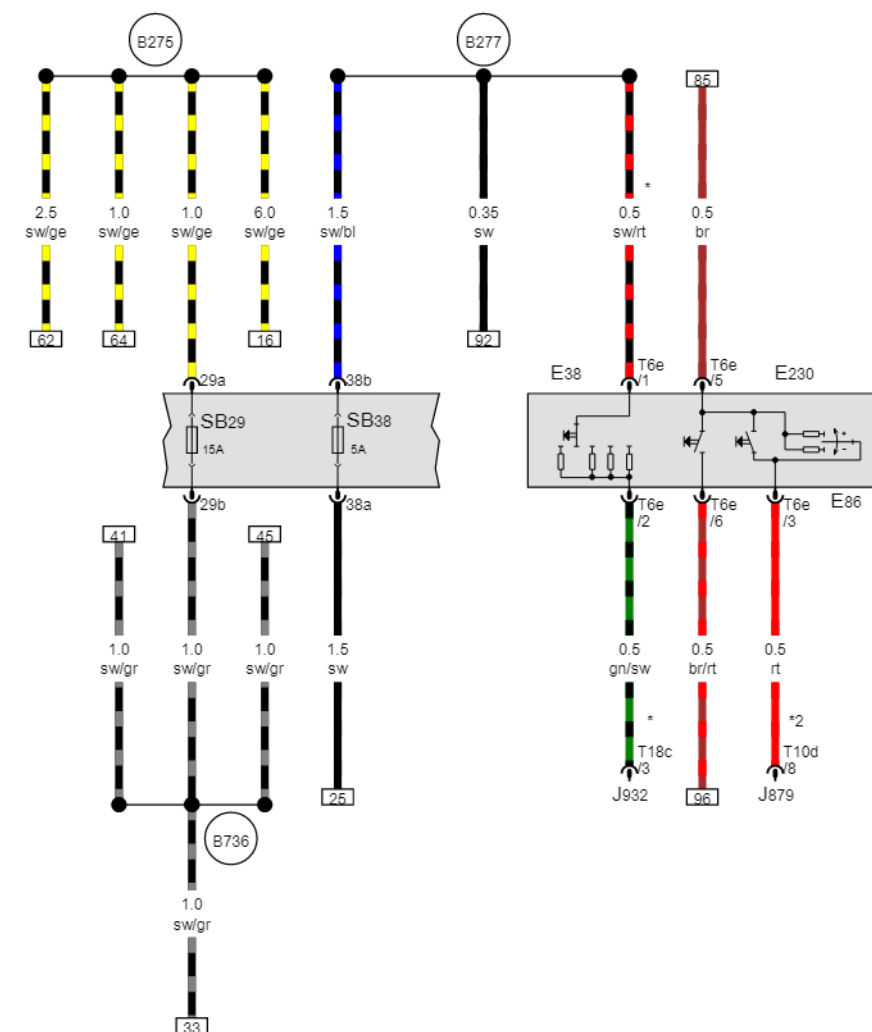 B275
B277
85
*
2.5
sw/ge
1.0
sw/ge
1.0
sw/ge
6.0
sw/ge
1.5
sw/bl
0.35
sw
0.5
sw/rt
0.5
br
62
64
16
92
29a
38b
E38
T6e
/1
T6e
/5
E230
SB29
15A
SB38
5A
+
-
29b
38a
T6e
/2
T6e
/6
T6e
/3
E86
41
45
1.0
sw/gr
1.0
sw/gr
1.0
sw/gr
1.5
sw
0.5
gn/sw
0.5
br/rt
0.5
rt
*
*2
T18c
/3
T10d
/8
25
J932
96
J879
B736
1.0
sw/gr
33